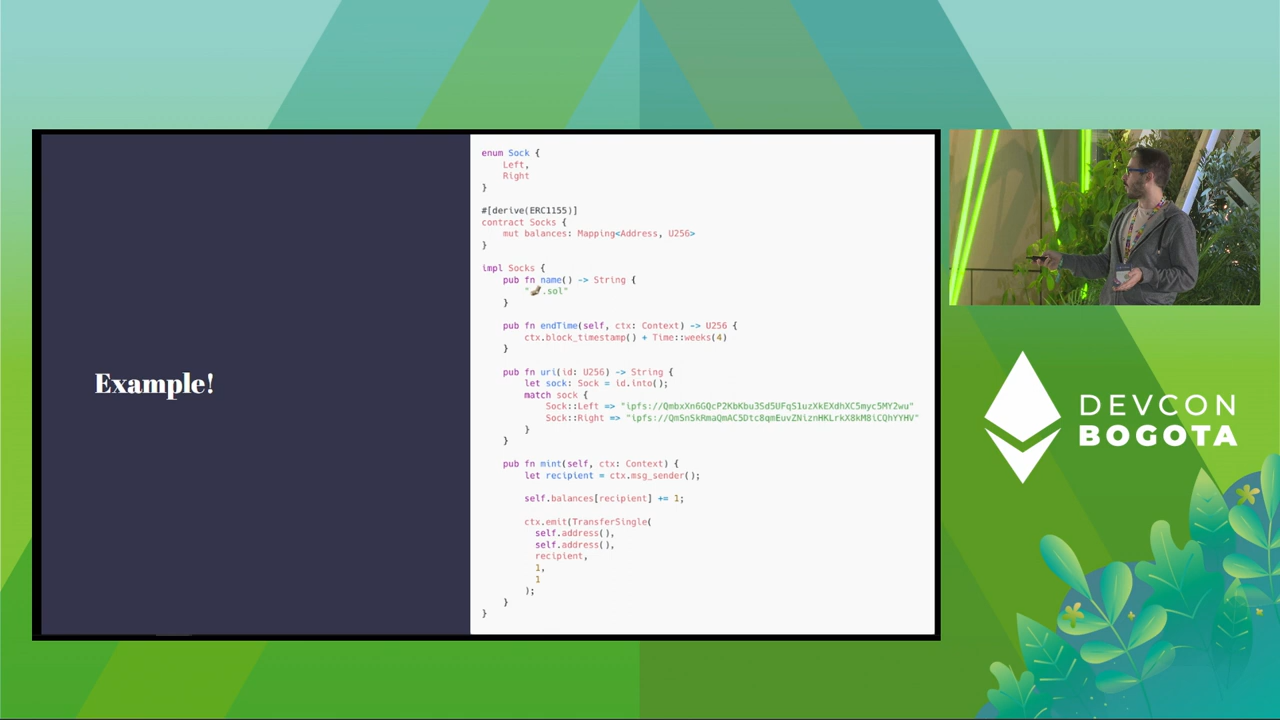 Example!
enum Sock {
    Left,
    Right
}
#[derive(ERC1155)]
contract Socks {
    mut balances: Mapping<Address, U256>
}
impl Socks {
    pub fn name() -> String {
        "🧦.sol"
    }
    pub fn endTime(self, ctx: Context) -> U256 {
        ctx.block_timestamp() + Time::weeks(4)
    }
    pub fn uri(id: U256) -> String {
        let sock: Sock = id.into();
        match sock {
            Sock::Left => "ipfs://QmbxXn6GQcP2KbKbu3Sd5UFqS1uzXkEXdhXC5myc5MY2wu"
            Sock::Right => "ipfs://QmSnSkRmaQmAC5Dtc8qmEuvZNiznHKLrkX8kM8iCQhYYHV"
        }
    }
    pub fn mint(self, ctx: Context) {
        let recipient = ctx.msg_sender();
        self.balances[recipient] += 1;
        ctx.emit(TransferSingle(
          self.address(),
          self.address(),
          recipient,
          1,
          1
        );
    }
}
DEVCON
BOGOTA